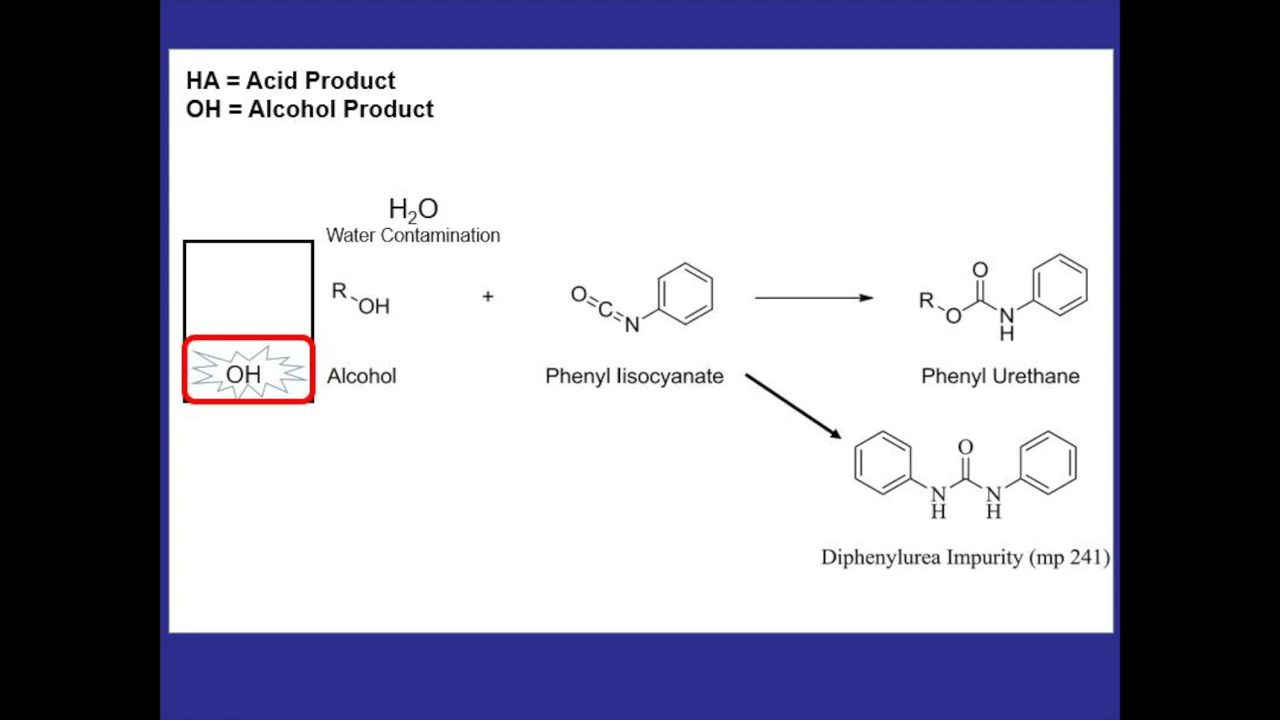 HA = Acid Product
OH = Alcohol Product
H₂O
Water Contamination
R
OH
+
O
C
N
O
R
O
N
H
OH
Alcohol
Phenyl Iisocyanate
Phenyl Urethane
O
N
H
N
H
Diphenylurea Impurity (mp 241)